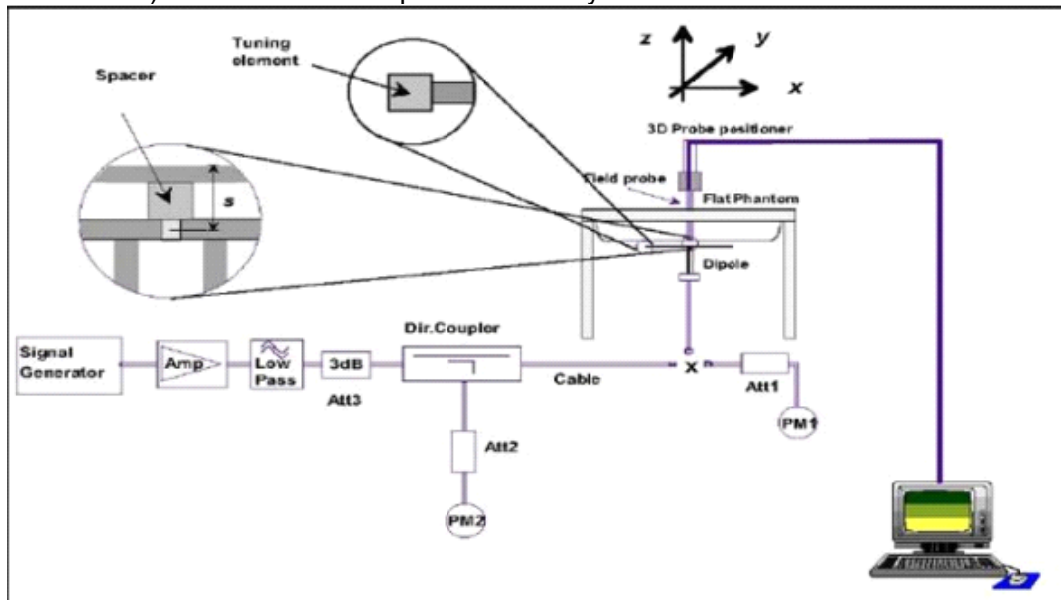 Tuning
element
Spacer
z
y
x
3D Probe positioner
Field probe
s
Flat Phantom
Dipole
Dir.Coupler
Signal
Generator
Amp
Low
Pass
3dB
Att3
Cable
x
Att1
PM1
Att2
PM2